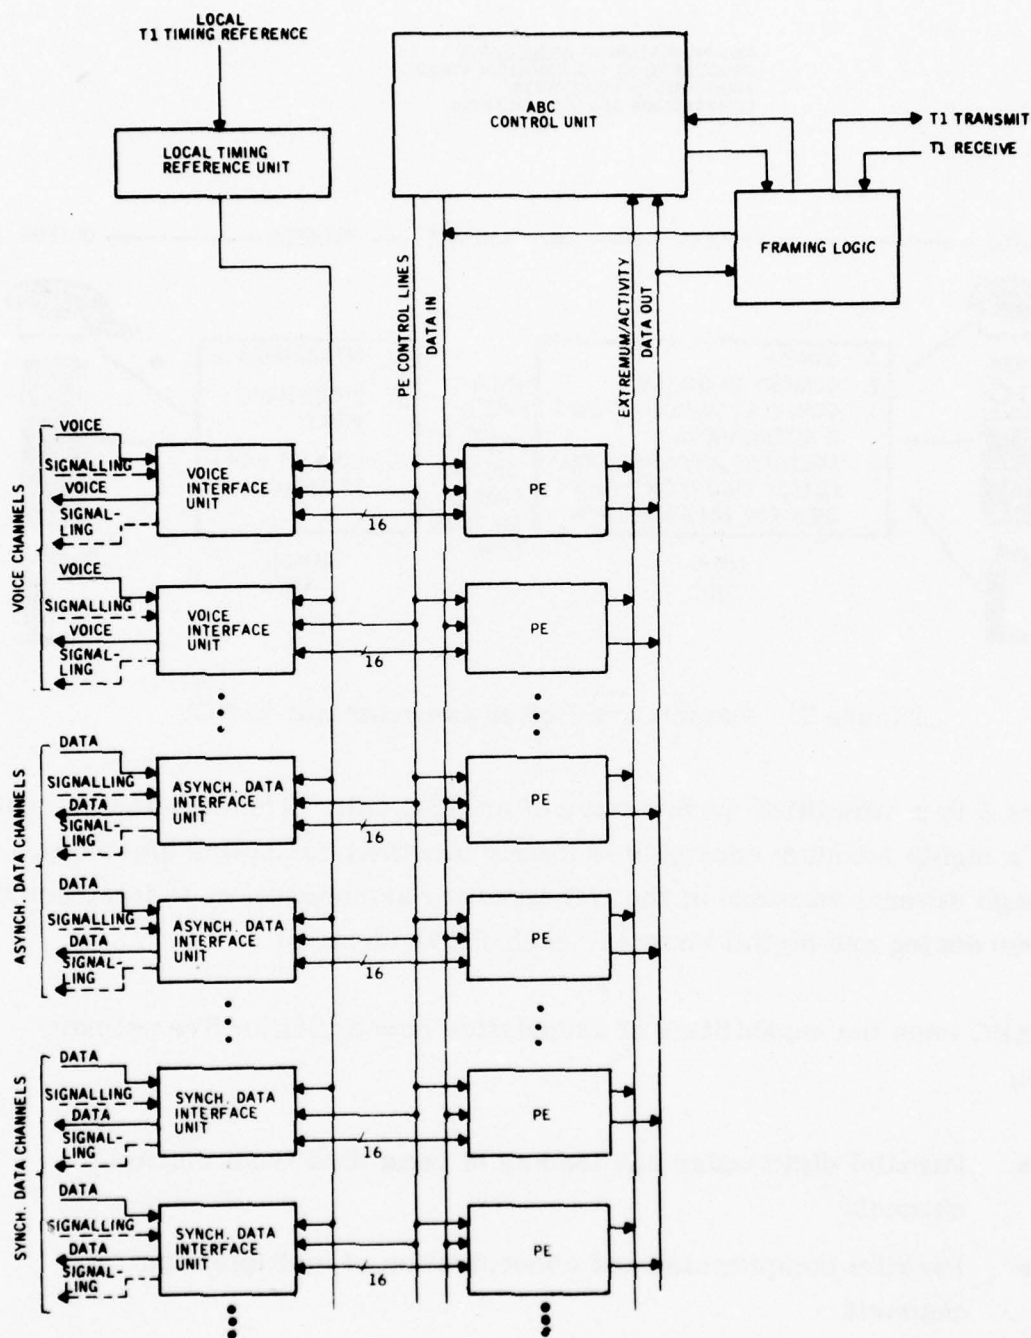 LOCAL
T1 TIMING REFERENCE
LOCAL TIMING
REFERENCE UNIT
ABC
CONTROL UNIT
T1 TRANSMIT
T1 RECEIVE
FRAMING LOGIC
PE CONTROL LINES
DATA IN
EXTREMUM/ACTIVITY
DATA OUT
VOICE CHANNELS
VOICE
SIGNALLING
VOICE
SIGNAL-
LING
VOICE
INTERFACE
UNIT
16
PE
VOICE
SIGNALLING
VOICE
SIGNAL-
LING
VOICE
INTERFACE
UNIT
16
PE
ASYNCH. DATA CHANNELS
DATA
SIGNALLING
DATA
SIGNAL-
LING
ASYNCH. DATA
INTERFACE
UNIT
16
PE
DATA
SIGNALLING
DATA
SIGNAL-
LING
ASYNCH. DATA
INTERFACE
UNIT
16
PE
SYNCH. DATA CHANNELS
DATA
SIGNALLING
DATA
SIGNAL-
LING
SYNCH. DATA
INTERFACE
UNIT
16
PE
DATA
SIGNALLING
DATA
SIGNAL-
LING
SYNCH. DATA
INTERFACE
UNIT
16
PE